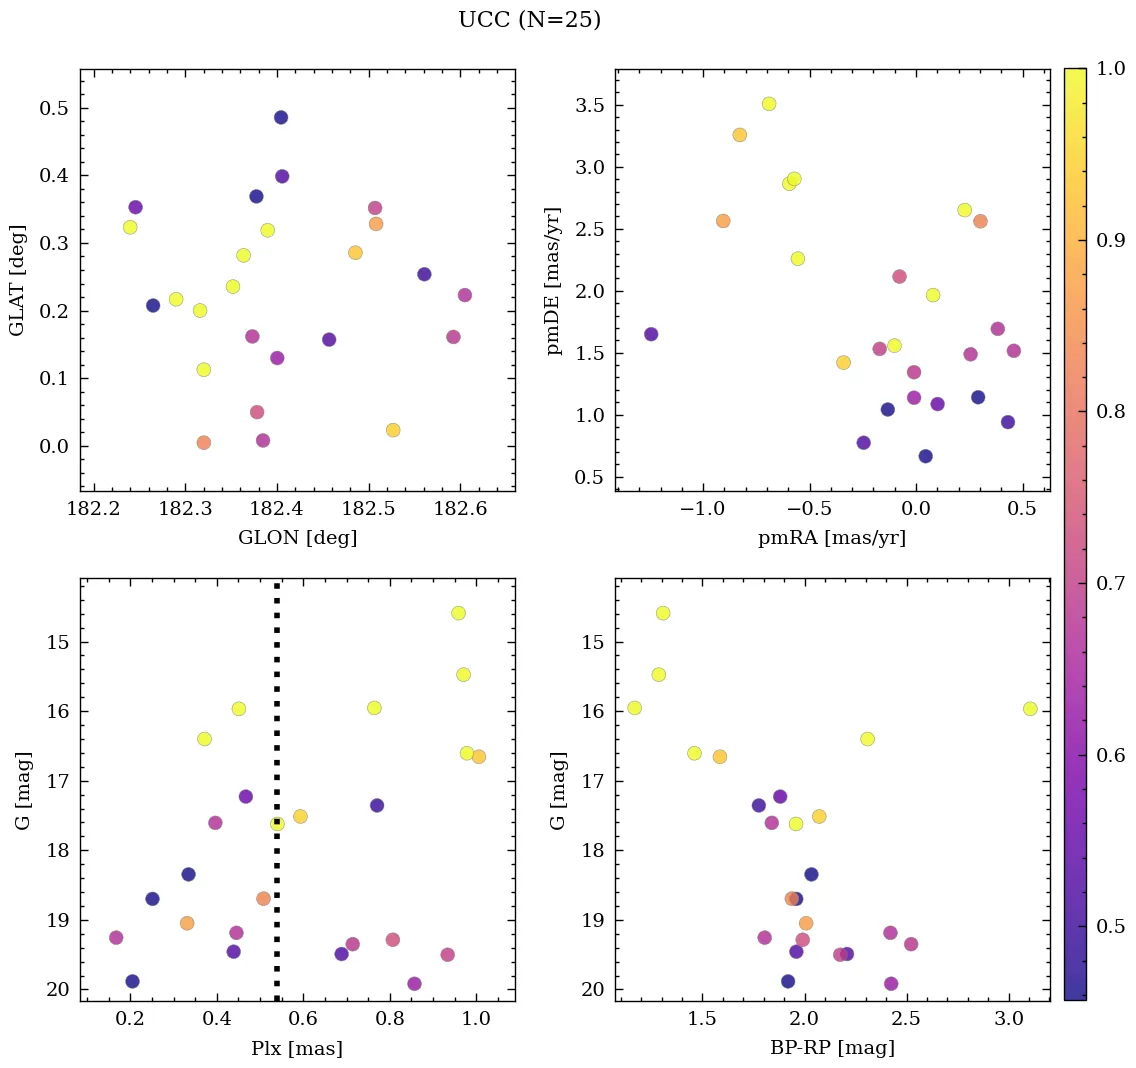 UCC (N=25)
0.5
0.4
0.3
0.2
0.1
0.0
GLAT [deg]
182.2 182.3 182.4 182.5 182.6
GLON [deg]
3.5
3.0
2.5
2.0
1.5
1.0
0.5
pmDE [mas/yr]
−1.0 −0.5 0.0 0.5
pmRA [mas/yr]
15
16
17
18
19
20
G [mag]
0.2 0.4 0.6 0.8 1.0
Plx [mas]
15
16
17
18
19
20
G [mag]
1.5 2.0 2.5 3.0
BP-RP [mag]
1.0
0.9
0.8
0.7
0.6
0.5